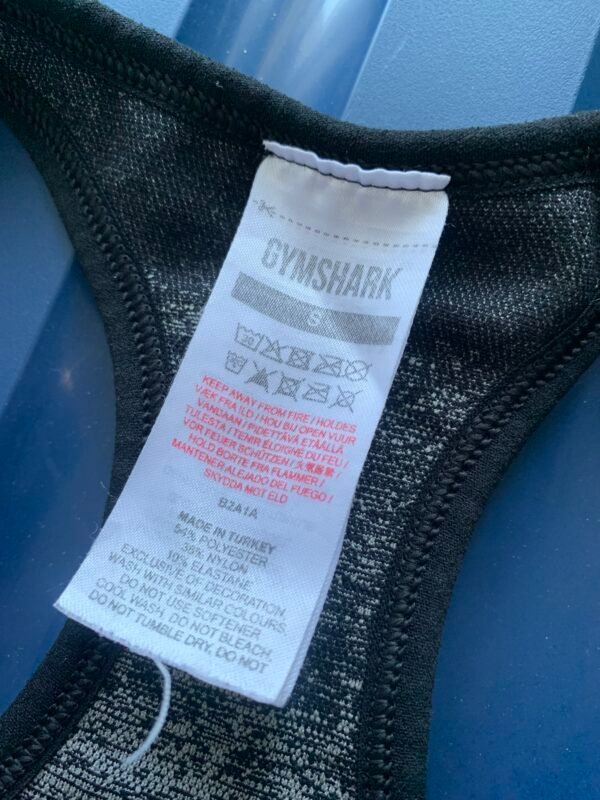 GYMSHARK
S
30
KEEP AWAY FROM FIRE / HOLDES
VÆK FRA ILD / HOU BIJ OPEN VUUR
VANDAAN / PIDETTÄVÄ ETÄÄLLÄ
TULESTA / TENIR ÉLOIGNÉ DU FEU /
VOR FEUER SCHÜTZEN /
HOLD BORTE FRA FLAMMER /
MANTENER ALEJADO DEL FUEGO /
SKYDDA MOT ELD
B2A1A
MADE IN TURKEY
54% POLYESTER
36% NYLON
10% ELASTANE
EXCLUSIVE OF DECORATION
WASH WITH SIMILAR COLOURS.
DO NOT USE SOFTENER
COOL WASH. DO NOT BLEACH.
DO NOT TUMBLE DRY. DO NOT